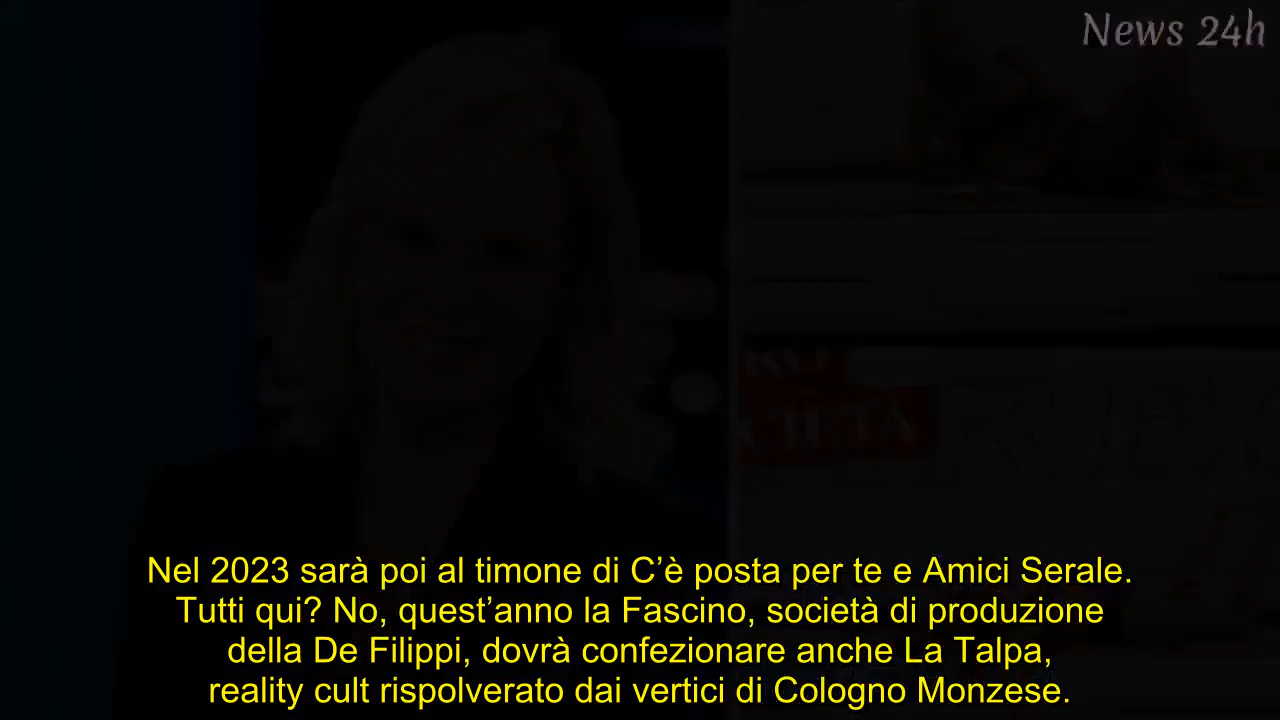 News 24h
Nel 2023 sarà poi al timone di C’è posta per te e Amici Serale.
Tutti qui? No, quest’anno la Fascino, società di produzione
della De Filippi, dovrà confezionare anche La Talpa,
reality cult rispolverato dai vertici di Cologno Monzese.